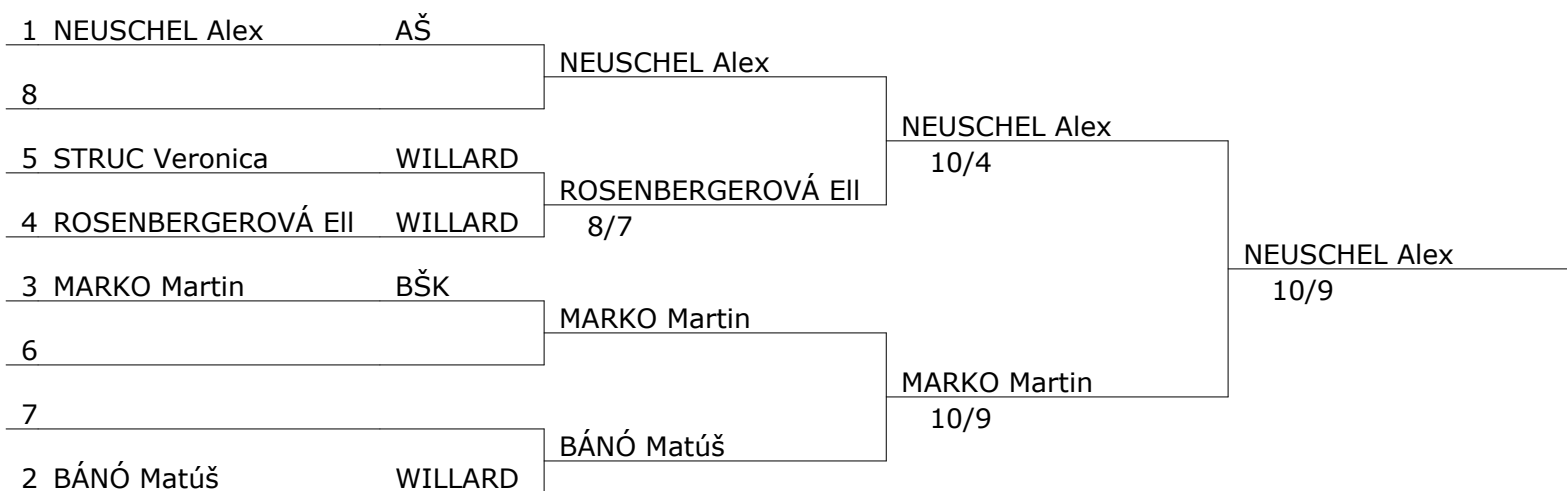 1 NEUSCHEL Alex AŠ
NEUSCHEL Alex
8
NEUSCHEL Alex
10/4
5 STRUC Veronica WILLARD
ROSENBERGEROVÁ Ell
8/7
4 ROSENBERGEROVÁ Ell WILLARD
NEUSCHEL Alex
10/9
3 MARKO Martin BŠK
MARKO Martin
6
MARKO Martin
10/9
7
BÁNÓ Matúš
2 BÁNÓ Matúš WILLARD